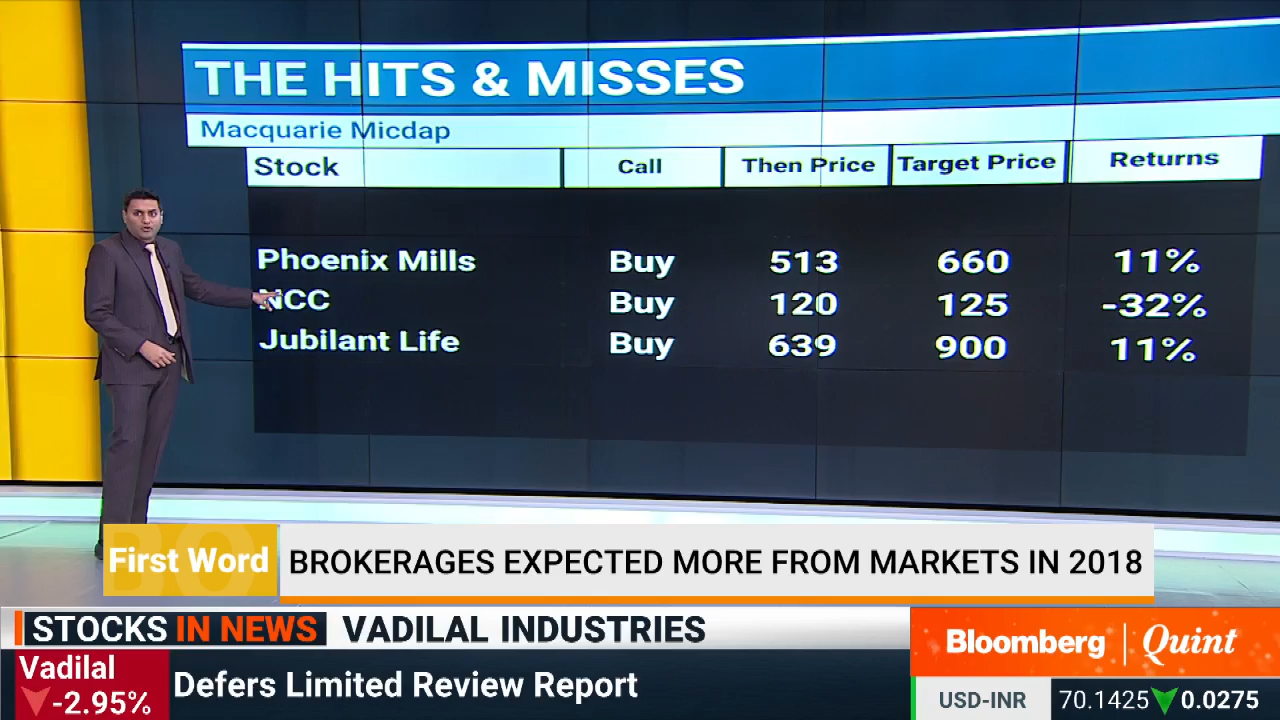 THE HITS & MISSES
Macquarie Micdap
Stock Call Then Price Target Price Returns
Phoenix Mills Buy 513 660 11%
NCC Buy 120 125 -32%
Jubilant Life Buy 639 900 11%
First Word BROKERAGES EXPECTED MORE FROM MARKETS IN 2018
STOCKS IN NEWS VADILAL INDUSTRIES
Bloomberg | Quint
Vadilal
-2.95%
Defers Limited Review Report
USD-INR 70.1425 0.0275